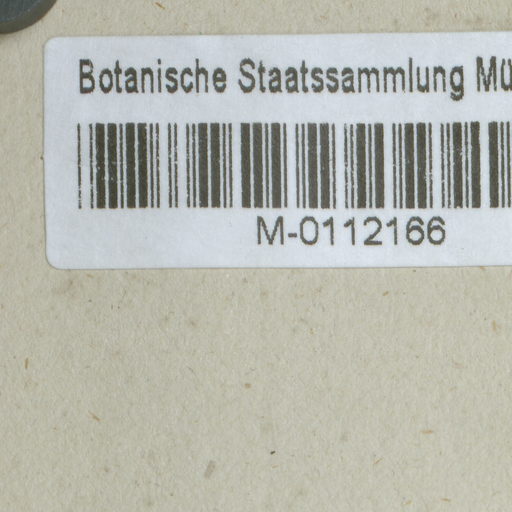 Botanische Staatssammlung Mü
M-0112166